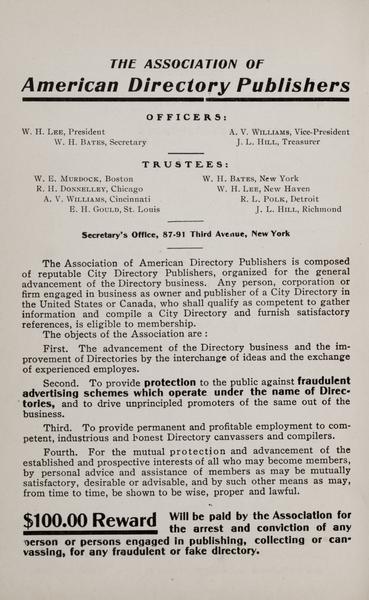 THE ASSOCIATION OF
American Directory Publishers
OFFICERS:
W. H. LEE, President A. V. WILLIAMS, Vice-President
W. H. BATES, Secretary J. L. HILL, Treasurer
TRUSTEES:
W. E. MURDOCK, Boston W. H. BATES, New York
R. H. DONNELLEY, Chicago W. H. LEE, New Haven
A. V. WILLIAMS, Cincinnati R. L. POLK, Detroit
E. H. GOULD, St. Louis J. L. HILL, Richmond
Secretary's Office, 87-91 Third Avenue, New York
The Association of American Directory Publishers is composed
of reputable City Directory Publishers, organized for the general
advancement of the Directory business. Any person, corporation or
firm engaged in business as owner and publisher of a City Directory in
the United States or Canada, who shall qualify as competent to gather
information and compile a City Directory and furnish satisfactory
references, is eligible to membership.
The objects of the Association are :
First. The advancement of the Directory business and the im-
provement of Directories by the interchange of ideas and the exchange
of experienced employes.
Second. To provide protection to the public against fraudulent
advertising schemes which operate under the name of Direc-
tories, and to drive unprincipled promoters of the same out of the
business.
Third. To provide permanent and profitable employment to com-
petent, industrious and honest Directory canvassers and compilers.
Fourth. For the mutual protection and advancement of the
established and prospective interests of all who may become members,
by personal advice and assistance of members as may be mutually
satisfactory, desirable or advisable, and by such other means as may,
from time to time, be shown to be wise, proper and lawful.
$100.00 Reward Will be paid by the Association for
the arrest and conviction of any
person or persons engaged in publishing, collecting or can-
vassing, for any fraudulent or fake directory.